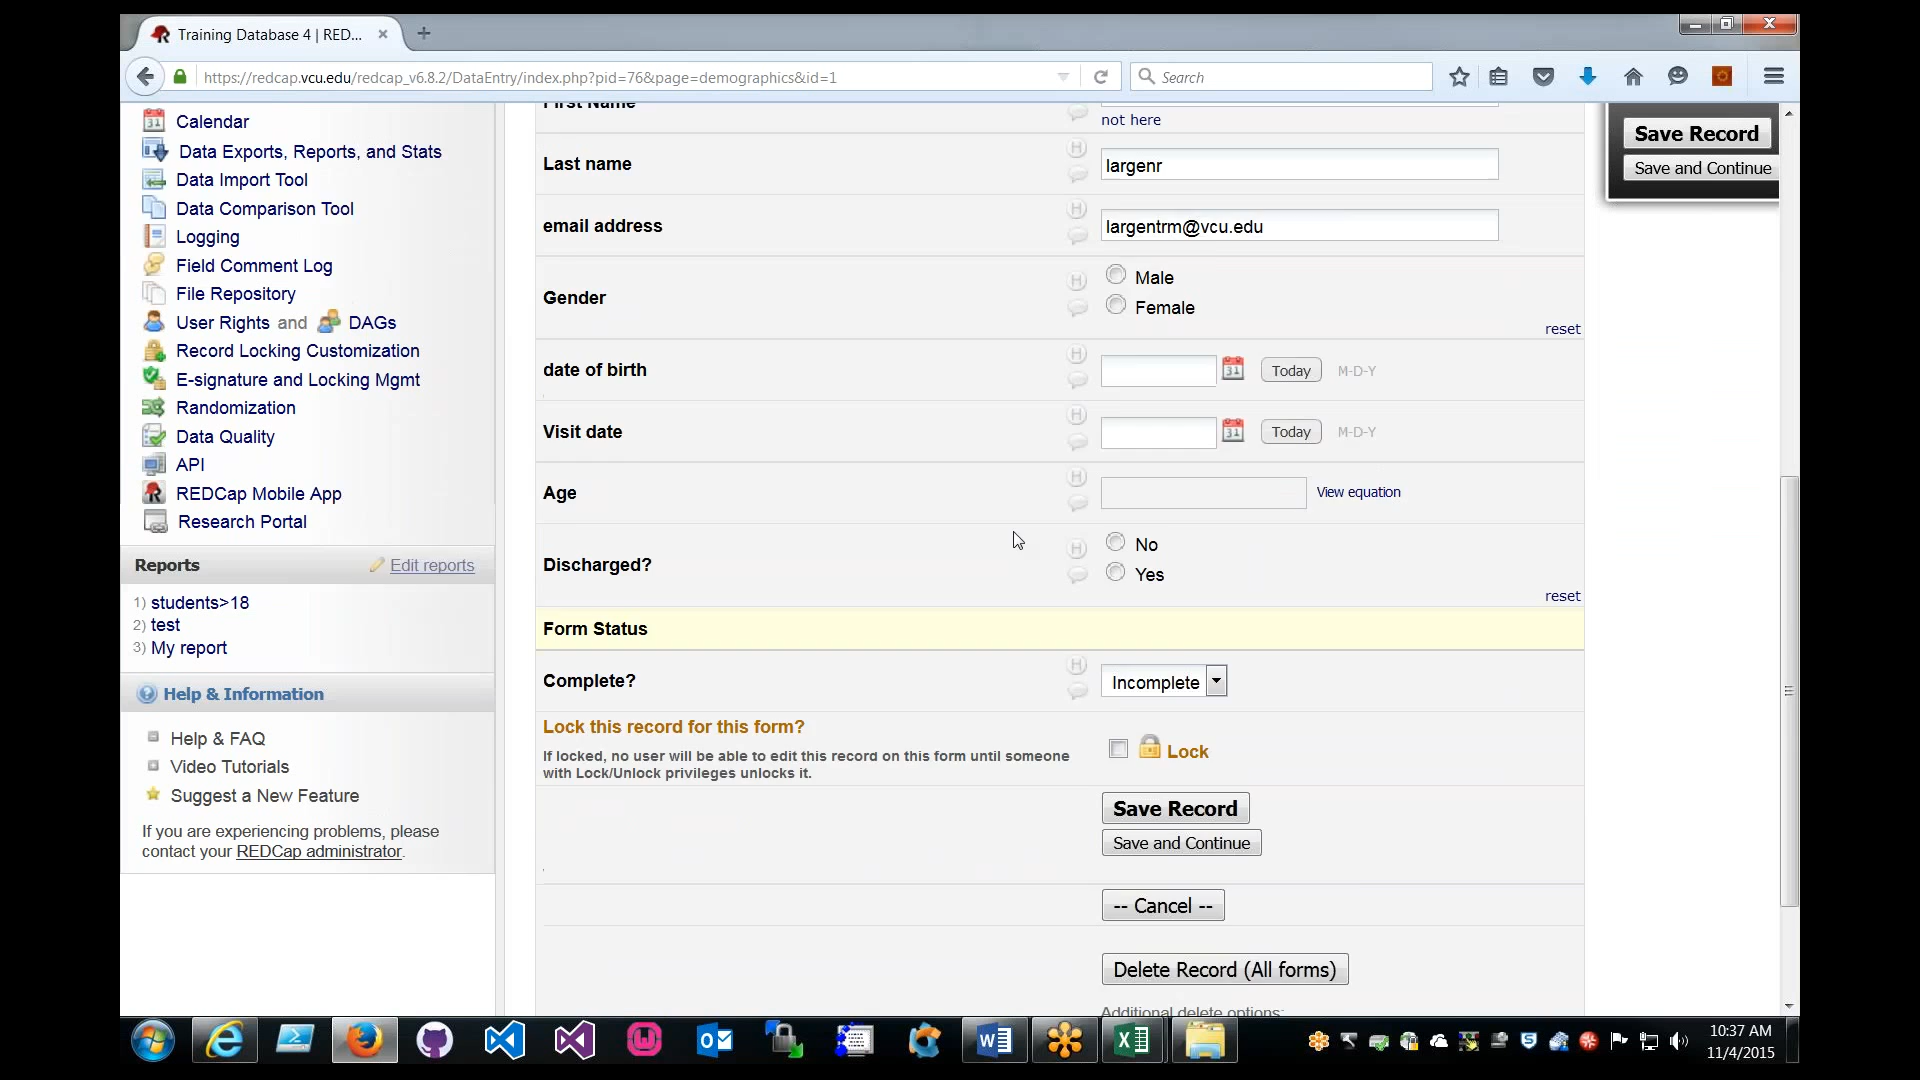 Training Database 4 | RED...
https://redcap.vcu.edu/redcap_v6.8.2/DataEntry/index.php?pid=76&page=demographics&id=1
Search
Calendar
Data Exports, Reports, and Stats
Data Import Tool
Data Comparison Tool
Logging
Field Comment Log
File Repository
User Rights and DAGs
Record Locking Customization
E-signature and Locking Mgmt
Randomization
Data Quality
API
REDCap Mobile App
Research Portal
Reports
Edit reports
1) students>18
2) test
3) My report
Help & Information
Help & FAQ
Video Tutorials
Suggest a New Feature
If you are experiencing problems, please
contact your REDCap administrator.
First Name
not here
Last name
largenr
email address
largentrm@vcu.edu
Gender
Male
Female
reset
date of birth
31
Today
M-D-Y
Visit date
31
Today
M-D-Y
Age
View equation
Discharged?
No
Yes
reset
Form Status
Complete?
Incomplete
Lock this record for this form?
If locked, no user will be able to edit this record on this form until someone
with Lock/Unlock privileges unlocks it.
Lock
Save Record
Save and Continue
-- Cancel --
Delete Record (All forms)
Additional delete options:
Save Record
Save and Continue
10:37 AM
11/4/2015